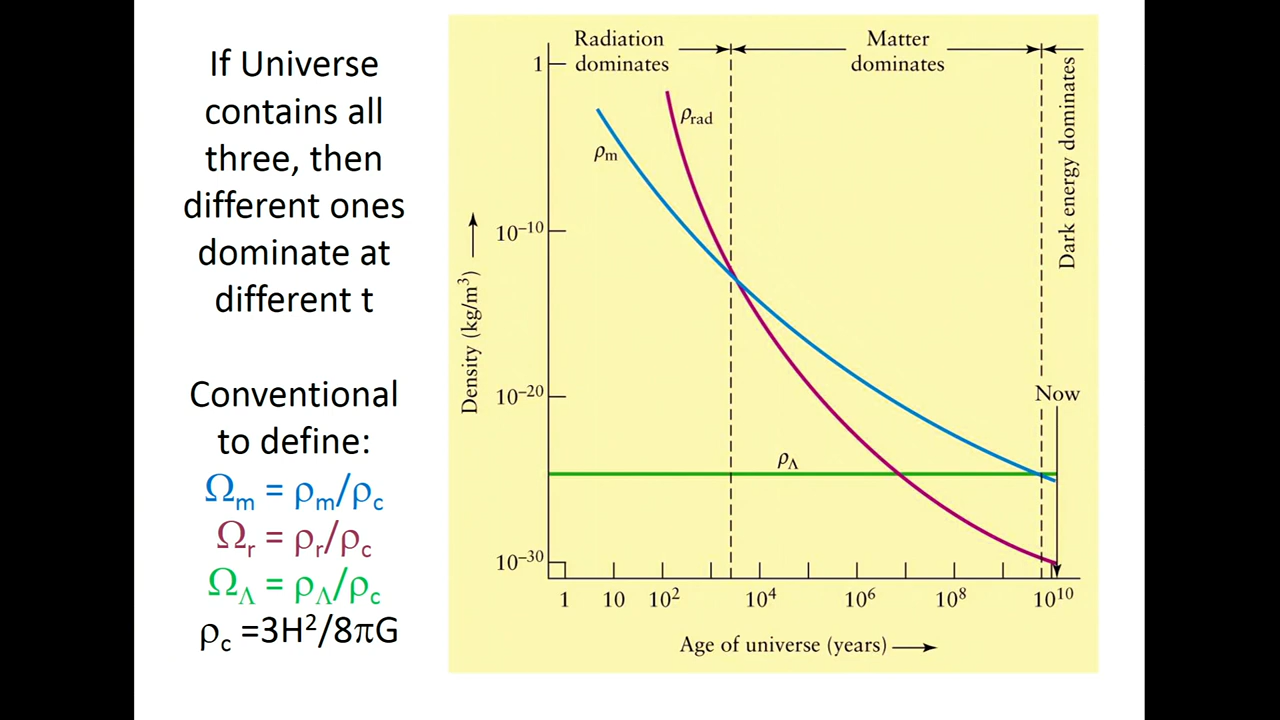 If Universe
contains all
three, then
different ones
dominate at
different t
Conventional
to define:
Ωm = ρm/ρc
Ωr = ρr/ρc
ΩΛ = ρΛ/ρc
ρc =3H²/8πG
Radiation
dominates
Matter
dominates
Dark energy dominates
1
10⁻¹⁰
10⁻²⁰
10⁻³⁰
Density (kg/m³)
ρrad
ρm
ρΛ
Now
1 10 10² 10⁴ 10⁶ 10⁸ 10¹⁰
Age of universe (years)